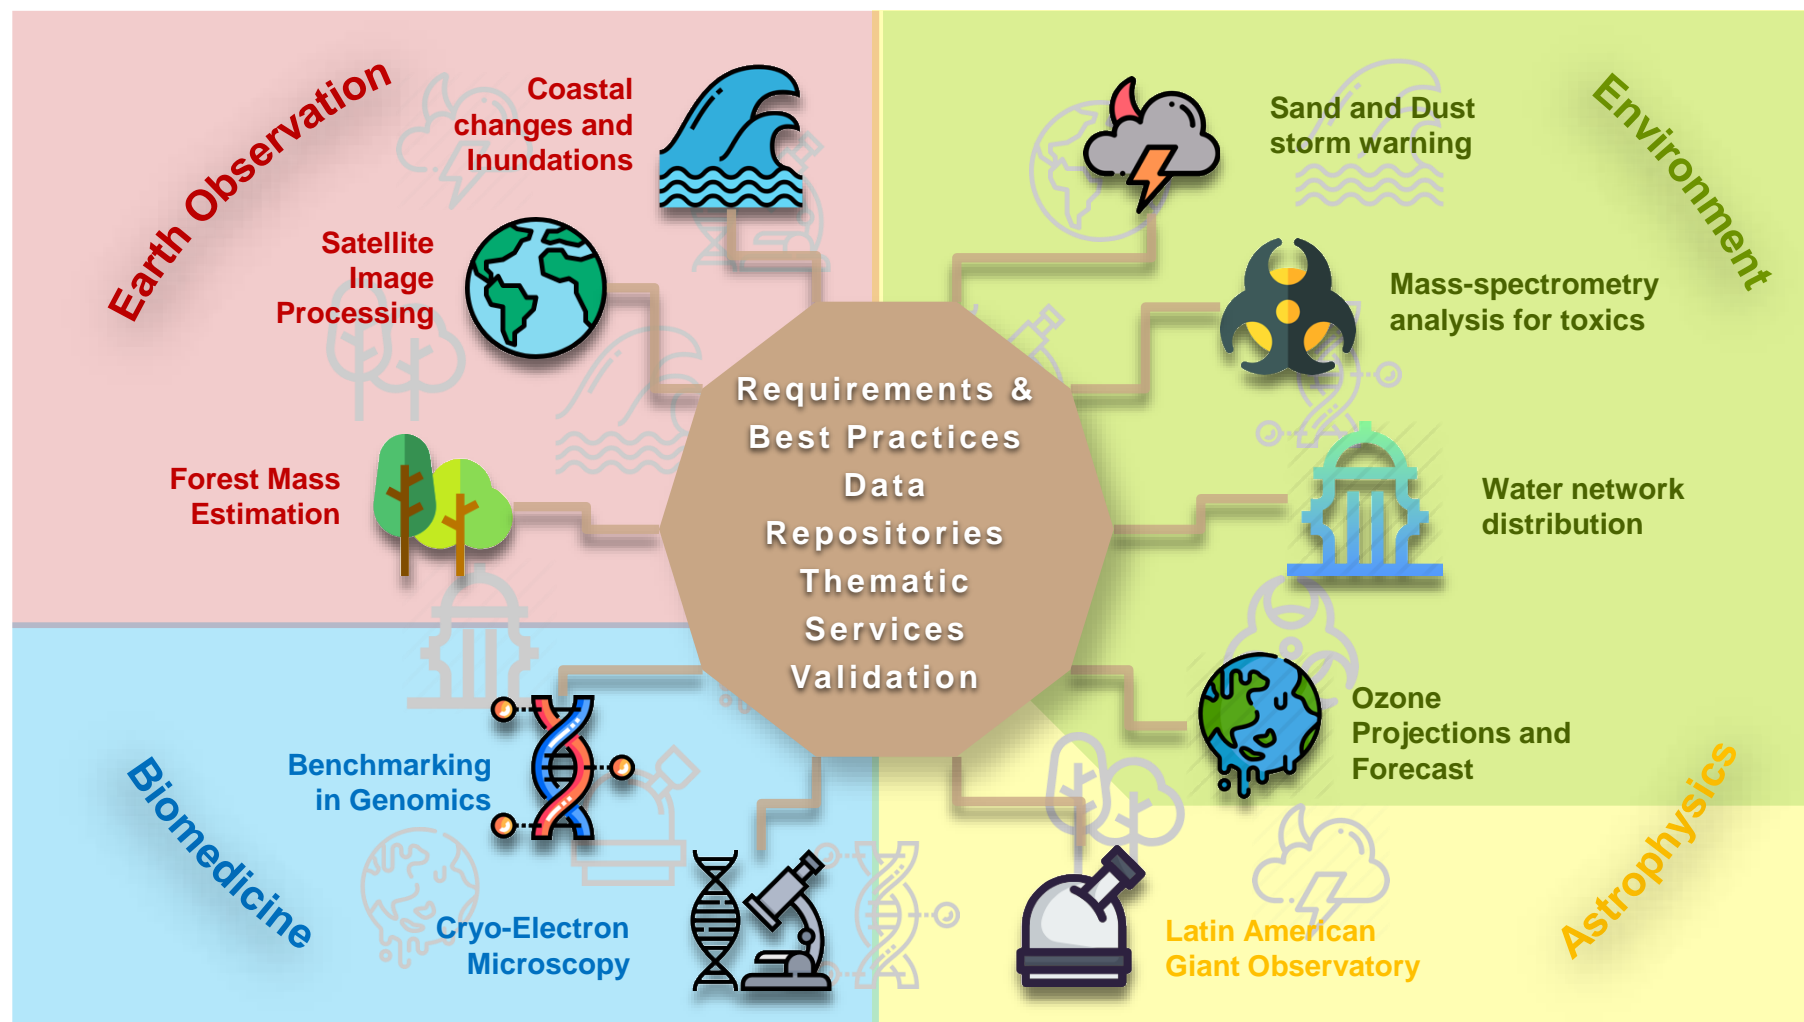 Earth Observation
Coastal
changes and
Inundations
Satellite
Image
Processing
Forest Mass
Estimation
Environment
Sand and Dust
storm warning
Mass-spectrometry
analysis for toxics
Water network
distribution
Ozone
Projections and
Forecast
Requirements &
Best Practices
Data
Repositories
Thematic
Services
Validation
Biomedicine
Benchmarking
in Genomics
Cryo-Electron
Microscopy
Astrophysics
Latin American
Giant Observatory